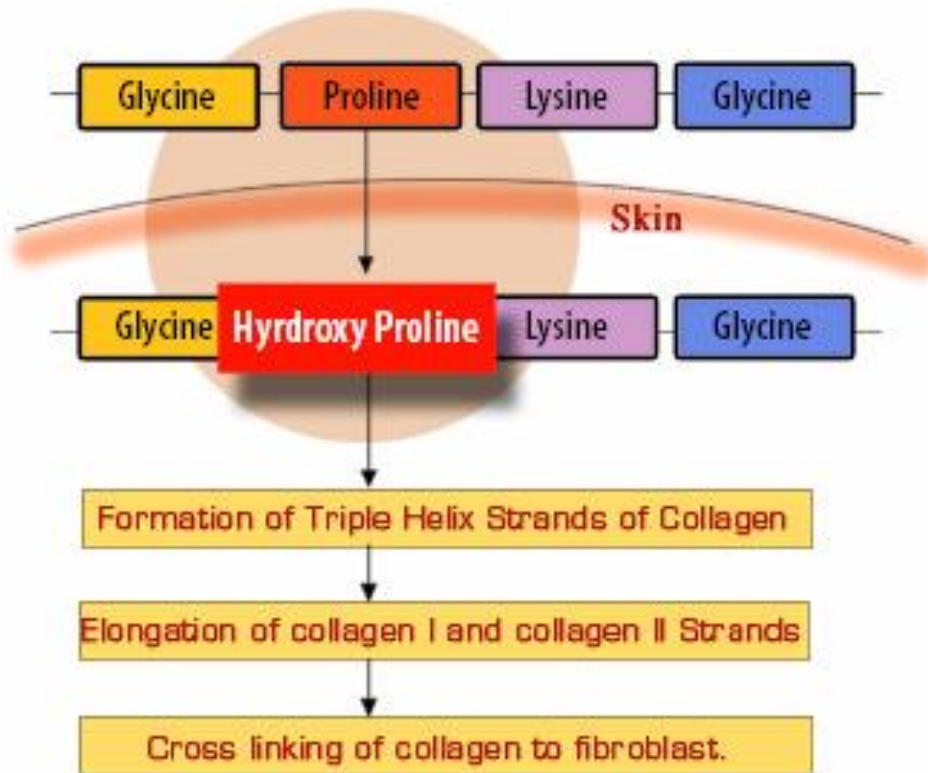 Glycine Proline Lysine Glycine
Skin
Glycine Hyrdroxy Proline Lysine Glycine
Formation of Triple Helix Strands of Collagen
Elongation of collagen I and collagen II Strands
Cross linking of collagen to fibroblast.